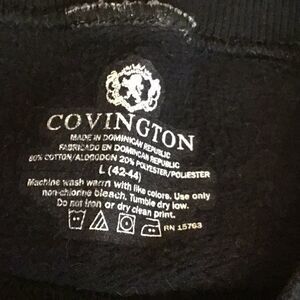 COVINGTON
MADE IN DOMINICAN REPUBLIC
FABRICADO EN DOMINICAN REPUBLIC
80% COTTON/ALGODON 20% POLYESTER/POLIESTER
L (42-44)
Machine wash warm with like colors. Use only
non-chlorine bleach. Tumble dry low.
Do not iron or dry clean print.
RN 15763